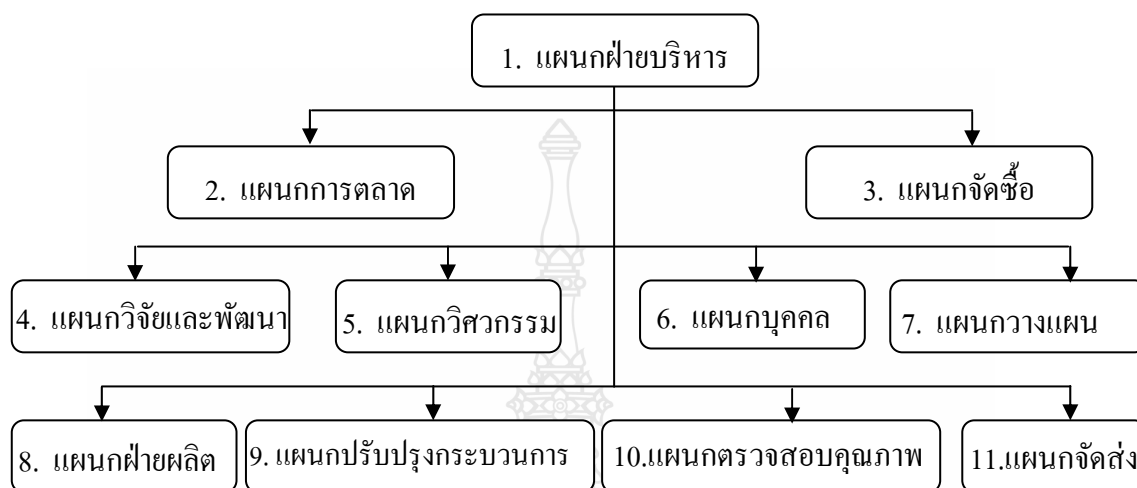 1. แผนกฝ่ายบริหาร
2. แผนกการตลาด
3. แผนกจัดซื้อ
4. แผนกวิจัยและพัฒนา
5. แผนกวิศวกรรม
6. แผนกบุคคล
7. แผนกวางแผน
8. แผนกฝ่ายผลิต
9. แผนกปรับปรุงกระบวนการ
10.แผนกตรวจสอบคุณภาพ
11.แผนกจัดส่ง